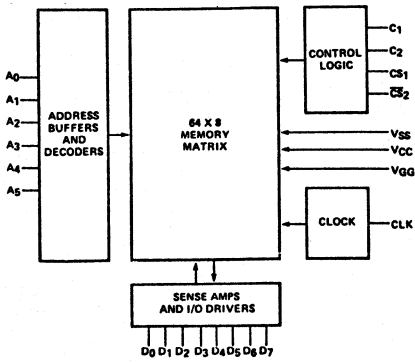 A0
A1
A2
A3
A4
A5
ADDRESS
BUFFERS
AND
DECODERS
64 X 8
MEMORY
MATRIX
CONTROL
LOGIC
C1
C2
CS1
C̅S̅2
VSS
VCC
VGG
CLOCK
CLK
SENSE AMPS
AND I/O DRIVERS
D0 D1 D2 D3 D4 D5 D6 D7